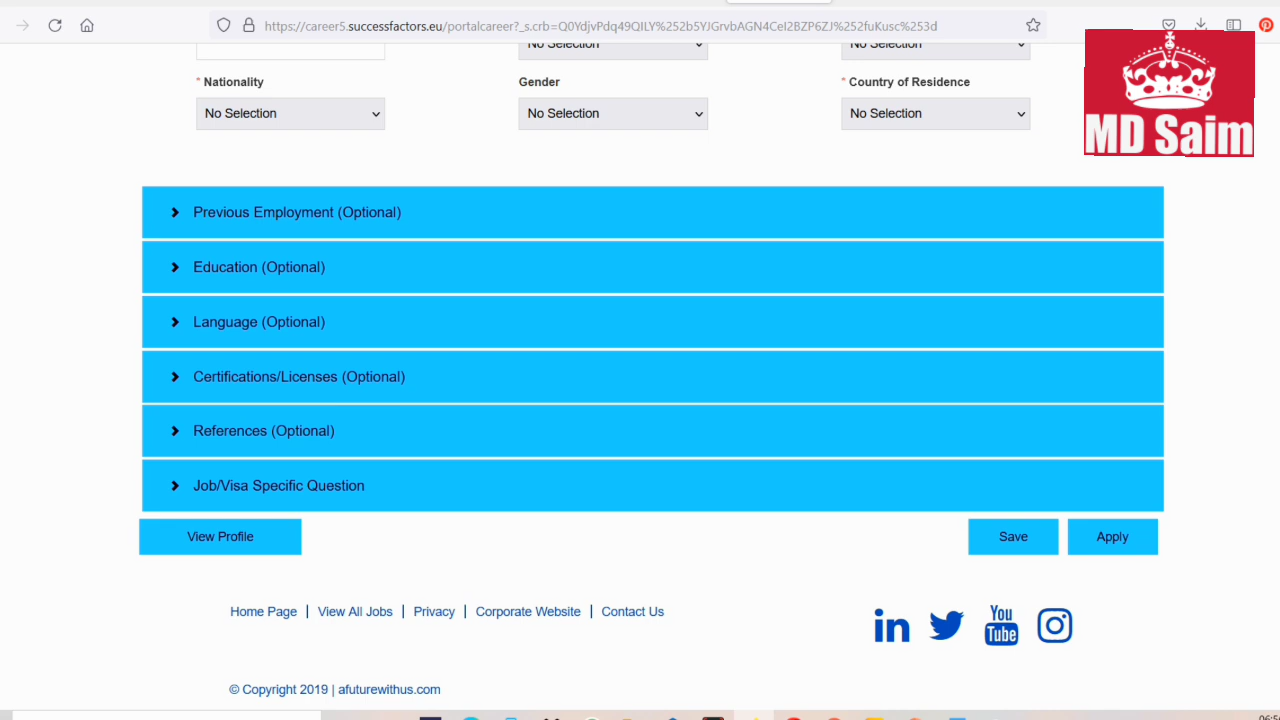 https://career5.successfactors.eu/portalcareer?_s.crb=Q0YdjvPdq49QILY%252b5YJGrvbAGN4CeI2BZP6ZJ%252fuKusc%253d
No Selection
No Selection
* Nationality
Gender
* Country of Residence
No Selection
No Selection
No Selection
MD Saim
Previous Employment (Optional)
Education (Optional)
Language (Optional)
Certifications/Licenses (Optional)
References (Optional)
Job/Visa Specific Question
View Profile
Save
Apply
Home Page | View All Jobs | Privacy | Corporate Website | Contact Us
in
You
Tube
© Copyright 2019 | afuturewithus.com